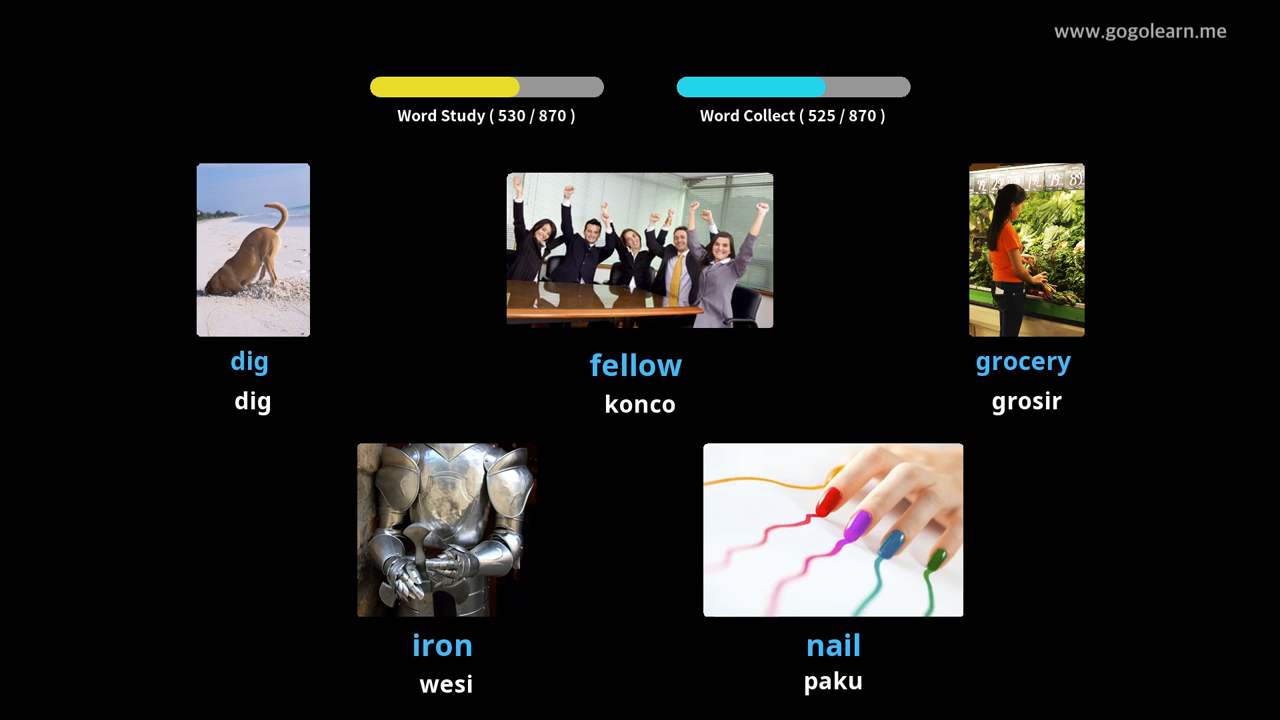 www.gogolearn.me
Word Study ( 530 / 870 )
Word Collect ( 525 / 870 )
dig
dig
fellow
konco
grocery
grosir
iron
wesi
nail
paku